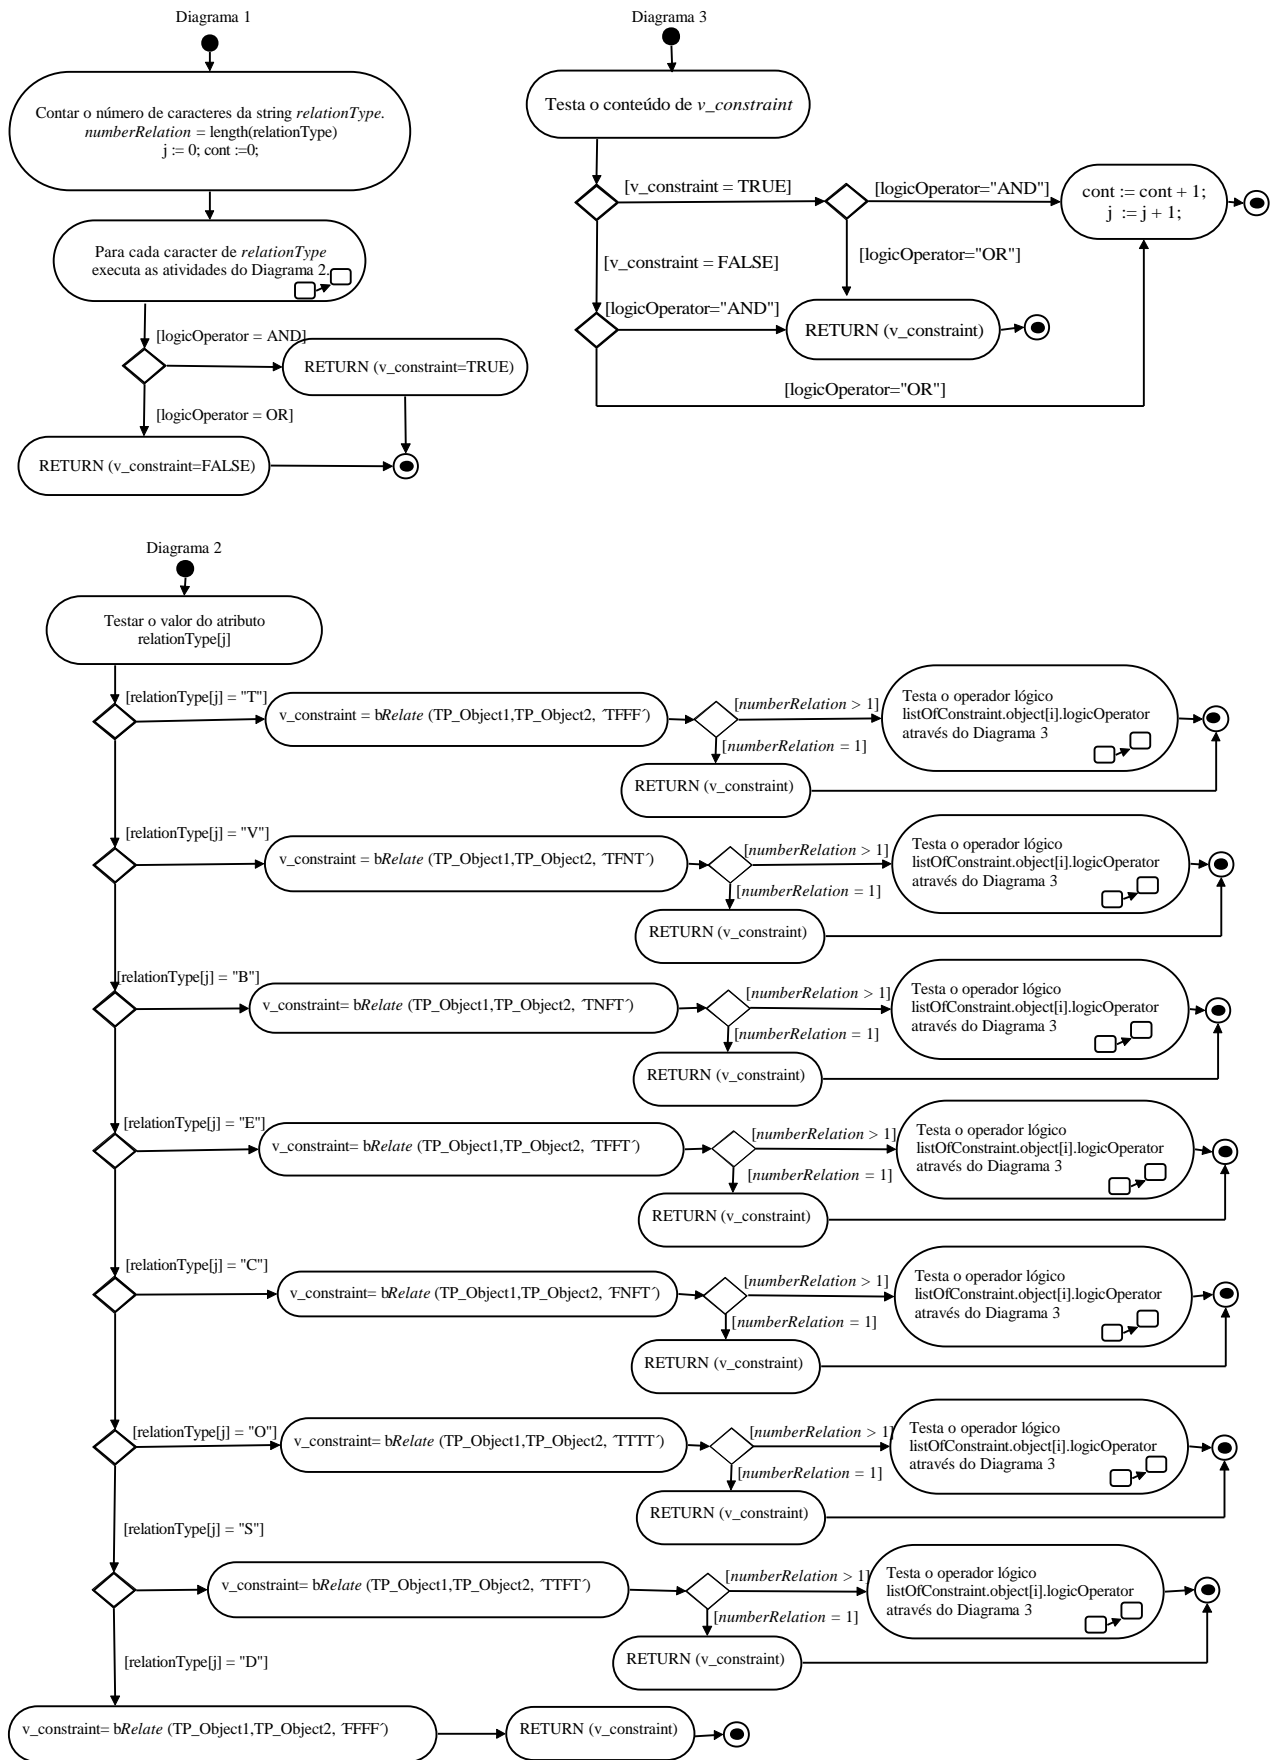 Diagrama 1
Contar o número de caracteres da string relationType.
numberRelation = length(relationType)
j := 0; cont :=0;
Para cada caracter de relationType
executa as atividades do Diagrama 2.
[logicOperator = AND]
RETURN (v_constraint=TRUE)
[logicOperator = OR]
RETURN (v_constraint=FALSE)
Diagrama 3
Testa o conteúdo de v_constraint
[v_constraint = TRUE]
[logicOperator="AND"]
cont := cont + 1;
j := j + 1;
[v_constraint = FALSE]
[logicOperator="OR"]
[logicOperator="AND"]
RETURN (v_constraint)
[logicOperator="OR"]
Diagrama 2
Testar o valor do atributo
relationType[j]
[relationType[j] = "T"]
v_constraint = bRelate (TP_Object1,TP_Object2, ´TFFF´)
[numberRelation > 1]
Testa o operador lógico
listOfConstraint.object[i].logicOperator
através do Diagrama 3
[numberRelation = 1]
RETURN (v_constraint)
[relationType[j] = "V"]
v_constraint = bRelate (TP_Object1,TP_Object2, ´TFNT´)
[numberRelation > 1]
Testa o operador lógico
listOfConstraint.object[i].logicOperator
através do Diagrama 3
[numberRelation = 1]
RETURN (v_constraint)
[relationType[j] = "B"]
v_constraint= bRelate (TP_Object1,TP_Object2, ´TNFT´)
[numberRelation > 1]
Testa o operador lógico
listOfConstraint.object[i].logicOperator
através do Diagrama 3
[numberRelation = 1]
RETURN (v_constraint)
[relationType[j] = "E"]
v_constraint= bRelate (TP_Object1,TP_Object2, ´TFFT´)
[numberRelation > 1]
Testa o operador lógico
listOfConstraint.object[i].logicOperator
através do Diagrama 3
[numberRelation = 1]
RETURN (v_constraint)
[relationType[j] = "C"]
v_constraint= bRelate (TP_Object1,TP_Object2, ´FNFT´)
[numberRelation > 1]
Testa o operador lógico
listOfConstraint.object[i].logicOperator
através do Diagrama 3
[numberRelation = 1]
RETURN (v_constraint)
[relationType[j] = "O"]
v_constraint= bRelate (TP_Object1,TP_Object2, ´TTTT´)
[numberRelation > 1]
Testa o operador lógico
listOfConstraint.object[i].logicOperator
através do Diagrama 3
[numberRelation = 1]
RETURN (v_constraint)
[relationType[j] = "S"]
v_constraint= bRelate (TP_Object1,TP_Object2, ´TTFT´)
[numberRelation > 1]
Testa o operador lógico
listOfConstraint.object[i].logicOperator
através do Diagrama 3
[numberRelation = 1]
RETURN (v_constraint)
[relationType[j] = "D"]
v_constraint= bRelate (TP_Object1,TP_Object2, ´FFFF´)
RETURN (v_constraint)